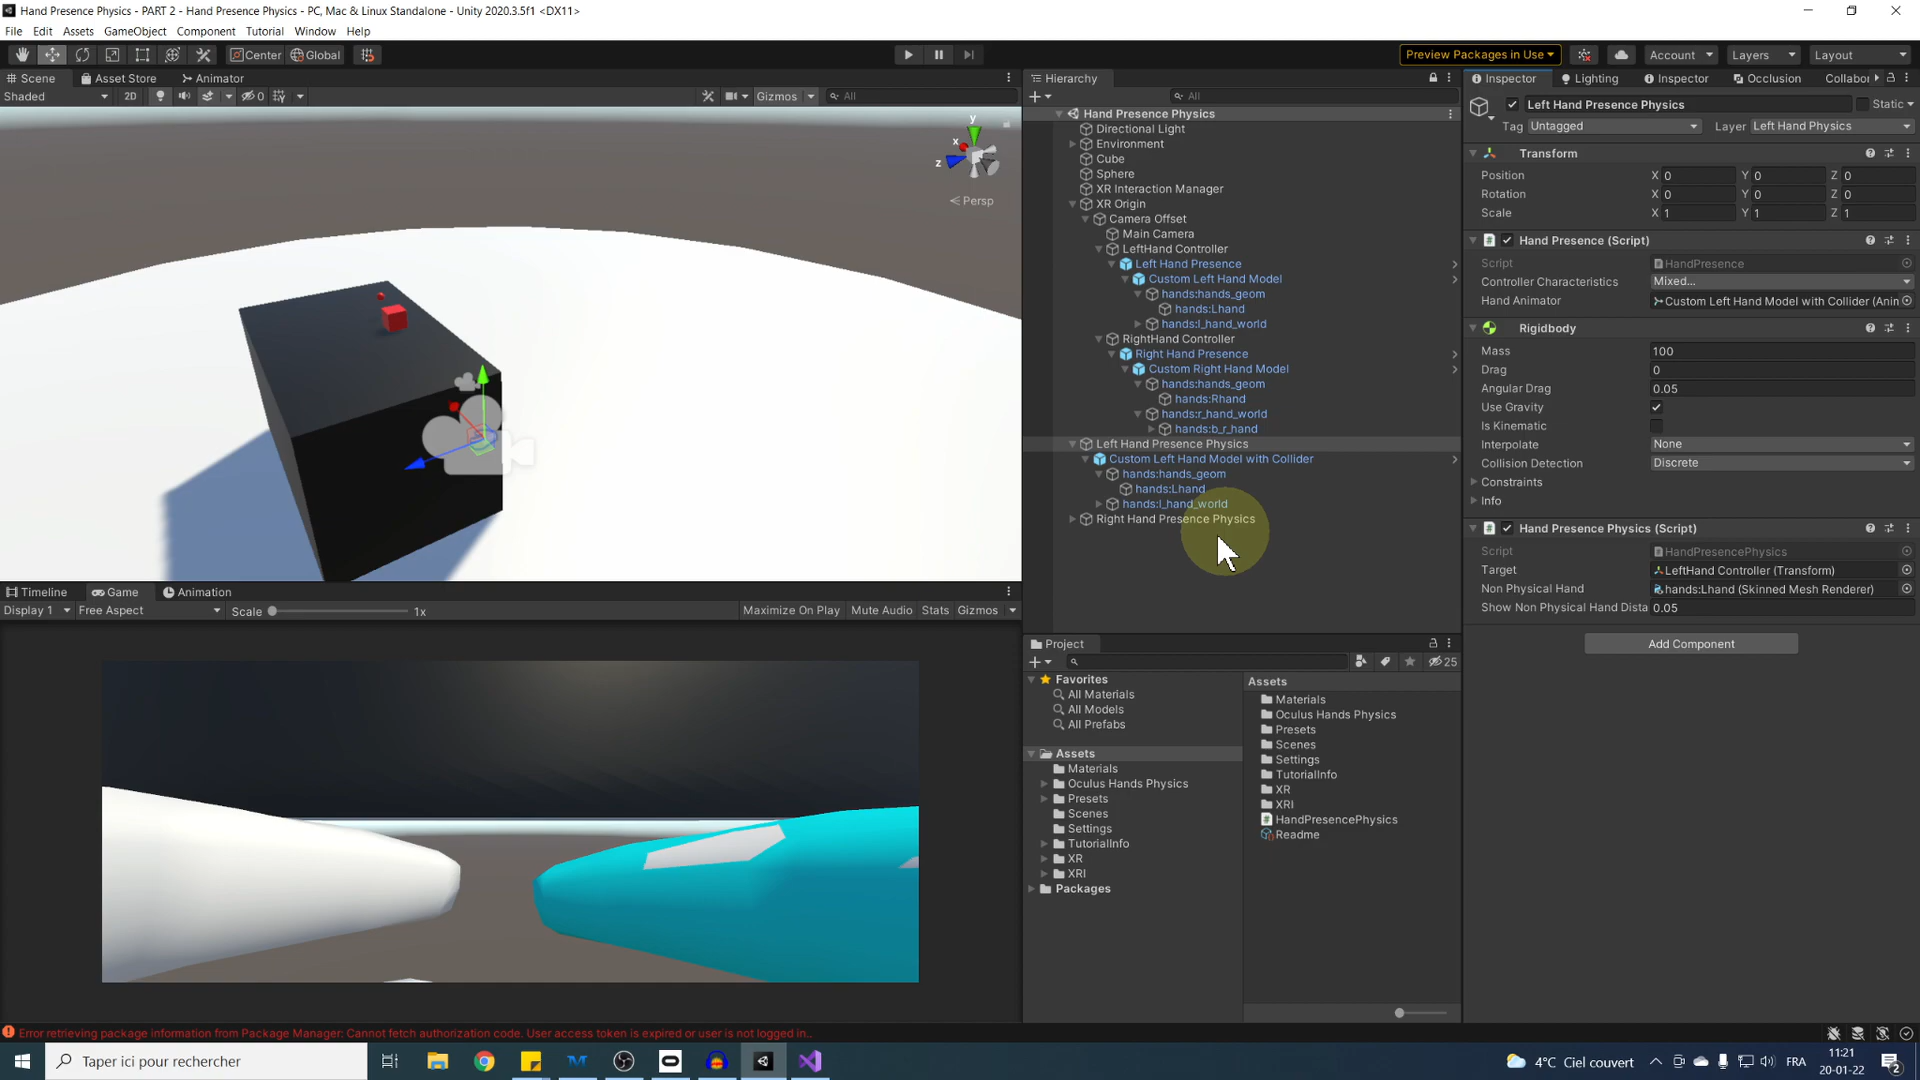 Hand Presence Physics - PART 2 - Hand Presence Physics - PC, Mac & Linux Standalone - Unity 2020.3.5f1 <DX11>
File Edit Assets GameObject Component Tutorial Window Help
Center Global Preview Packages in Use Account Layers Layout
Scene Asset Store Animator
Shaded 2D 0 Gizmos All
y
x
z
Persp
Timeline Game Animation
Display 1 Free Aspect Scale 1x Maximize On Play Mute Audio Stats Gizmos
Hierarchy
All
Hand Presence Physics
Directional Light
Environment
Cube
Sphere
XR Interaction Manager
XR Origin
Camera Offset
Main Camera
LeftHand Controller
Left Hand Presence
Custom Left Hand Model
hands:hands_geom
hands:Lhand
hands:l_hand_world
RightHand Controller
Right Hand Presence
Custom Right Hand Model
hands:hands_geom
hands:Rhand
hands:r_hand_world
hands:b_r_hand
Left Hand Presence Physics
Custom Left Hand Model with Collider
hands:hands_geom
hands:Lhand
hands:l_hand_world
Right Hand Presence Physics
Project
25
Favorites
All Materials
All Models
All Prefabs
Assets
Materials
Oculus Hands Physics
Presets
Scenes
Settings
TutorialInfo
XR
XRI
Packages
Assets
Materials
Oculus Hands Physics
Presets
Scenes
Settings
TutorialInfo
XR
XRI
HandPresencePhysics
Readme
Inspector Lighting Inspector Occlusion Collabor
Left Hand Presence Physics Static
Tag Untagged Layer Left Hand Physics
Transform
Position X 0 Y 0 Z 0
Rotation X 0 Y 0 Z 0
Scale X 1 Y 1 Z 1
Hand Presence (Script)
Script HandPresence
Controller Characteristics Mixed...
Hand Animator Custom Left Hand Model with Collider (Anin
Rigidbody
Mass 100
Drag 0
Angular Drag 0.05
Use Gravity
Is Kinematic
Interpolate None
Collision Detection Discrete
Constraints
Info
Hand Presence Physics (Script)
Script HandPresencePhysics
Target LeftHand Controller (Transform)
Non Physical Hand hands:Lhand (Skinned Mesh Renderer)
Show Non Physical Hand Dista 0.05
Add Component
Error retrieving package information from Package Manager: Cannot fetch authorization code. User access token is expired or user is not logged in..
Taper ici pour rechercher
4°C Ciel couvert FRA 11:21
20-01-22 2